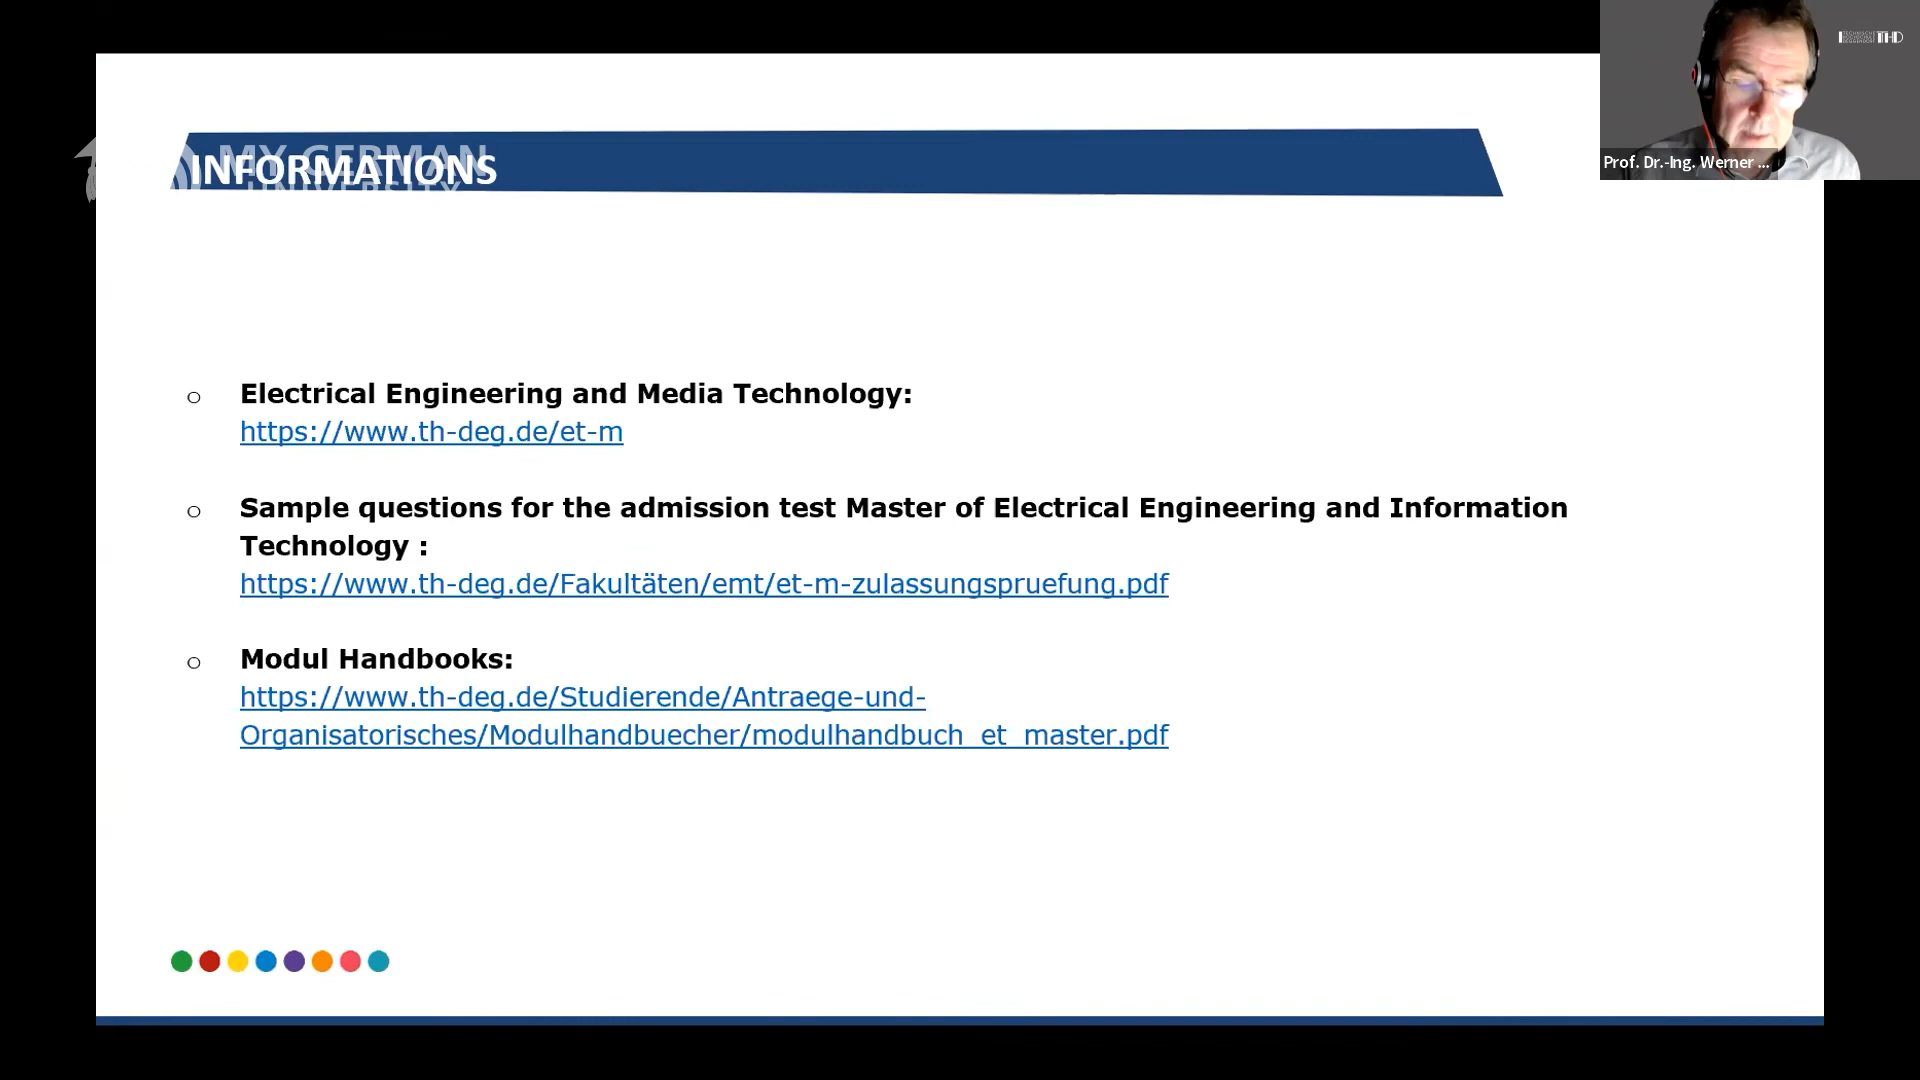 MY GERMAN
UNIVERSITY
INFORMATIONS
THD
Prof. Dr.-Ing. Werner ...
o Electrical Engineering and Media Technology:
https://www.th-deg.de/et-m
o Sample questions for the admission test Master of Electrical Engineering and Information
Technology :
https://www.th-deg.de/Fakultäten/emt/et-m-zulassungspruefung.pdf
o Modul Handbooks:
https://www.th-deg.de/Studierende/Antraege-und-
Organisatorisches/Modulhandbuecher/modulhandbuch_et_master.pdf